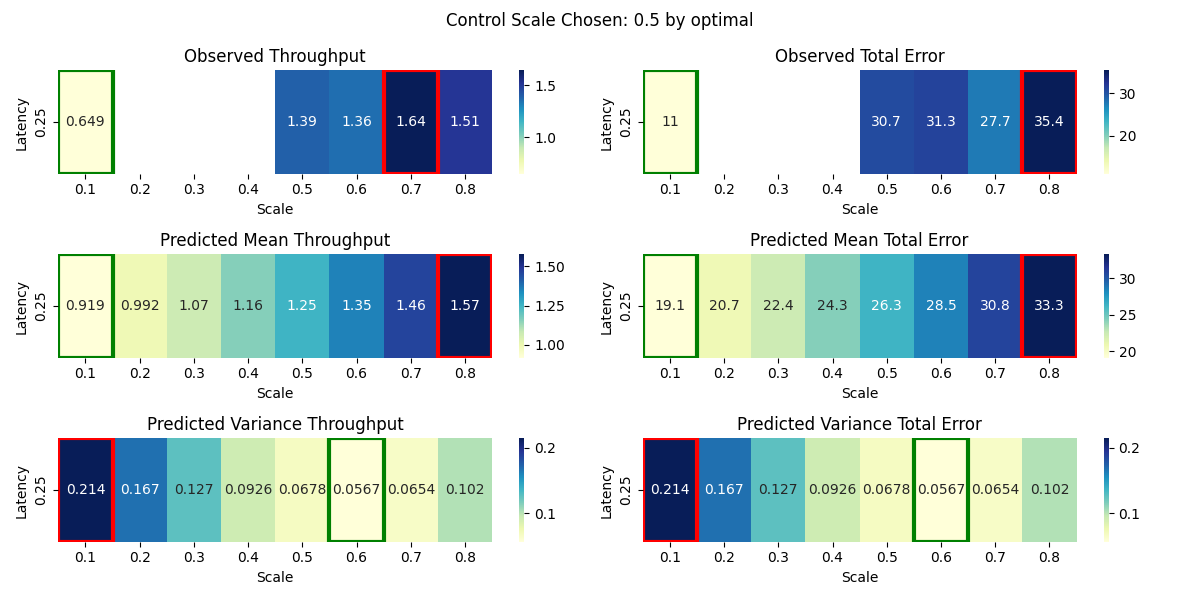 Control Scale Chosen: 0.5 by optimal
Observed Throughput
Latency
0.25
0.649 1.39 1.36 1.64 1.51
0.1 0.2 0.3 0.4 0.5 0.6 0.7 0.8
Scale
1.5
1.0
Observed Total Error
Latency
0.25
11 30.7 31.3 27.7 35.4
0.1 0.2 0.3 0.4 0.5 0.6 0.7 0.8
Scale
30
20
Predicted Mean Throughput
Latency
0.25
0.919 0.992 1.07 1.16 1.25 1.35 1.46 1.57
0.1 0.2 0.3 0.4 0.5 0.6 0.7 0.8
Scale
1.50
1.25
1.00
Predicted Mean Total Error
Latency
0.25
19.1 20.7 22.4 24.3 26.3 28.5 30.8 33.3
0.1 0.2 0.3 0.4 0.5 0.6 0.7 0.8
Scale
30
25
20
Predicted Variance Throughput
Latency
0.25
0.214 0.167 0.127 0.0926 0.0678 0.0567 0.0654 0.102
0.1 0.2 0.3 0.4 0.5 0.6 0.7 0.8
Scale
0.2
0.1
Predicted Variance Total Error
Latency
0.25
0.214 0.167 0.127 0.0926 0.0678 0.0567 0.0654 0.102
0.1 0.2 0.3 0.4 0.5 0.6 0.7 0.8
Scale
0.2
0.1